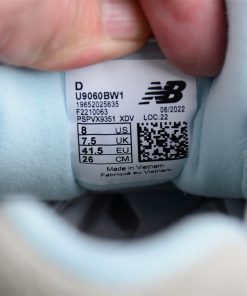 D
U9060BW1
19652025635
F2210063
PSPVX9351 XDV
8 US
7.5 UK
41.5 EU
26 CM
NB
06/2022
LOC:22
Made in Vietnam
Fabriqué au Vietnam